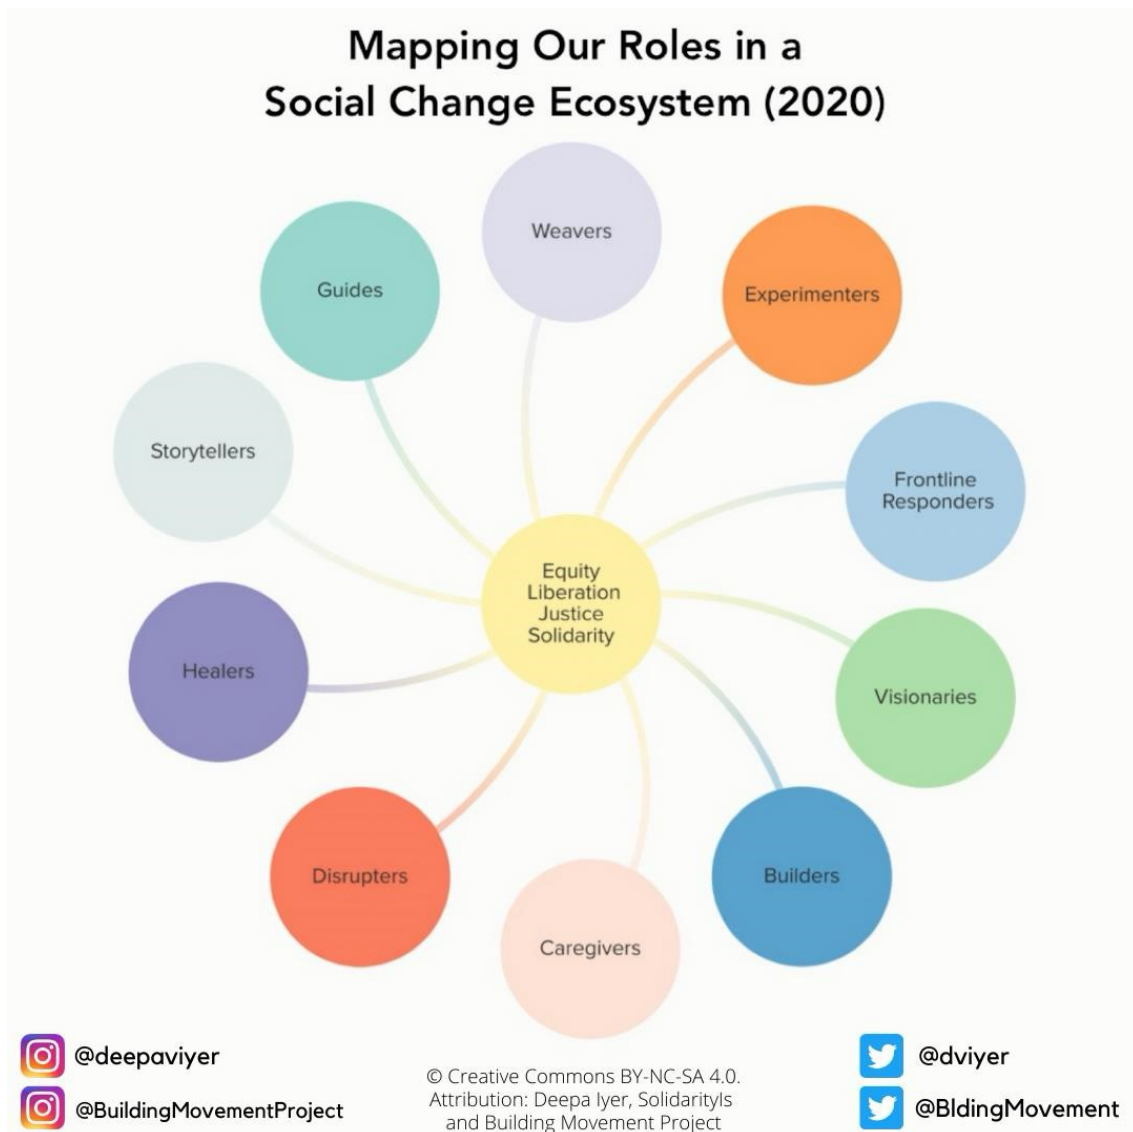 Mapping Our Roles in a
Social Change Ecosystem (2020)
Weavers
Guides
Experimenters
Storytellers
Frontline
Responders
Equity
Liberation
Justice
Solidarity
Healers
Visionaries
Disrupters
Builders
Caregivers
@deepaviyer
@BuildingMovementProject
© Creative Commons BY-NC-SA 4.0.
Attribution: Deepa Iyer, SolidarityIs
and Building Movement Project
@dviyer
@BldingMovement